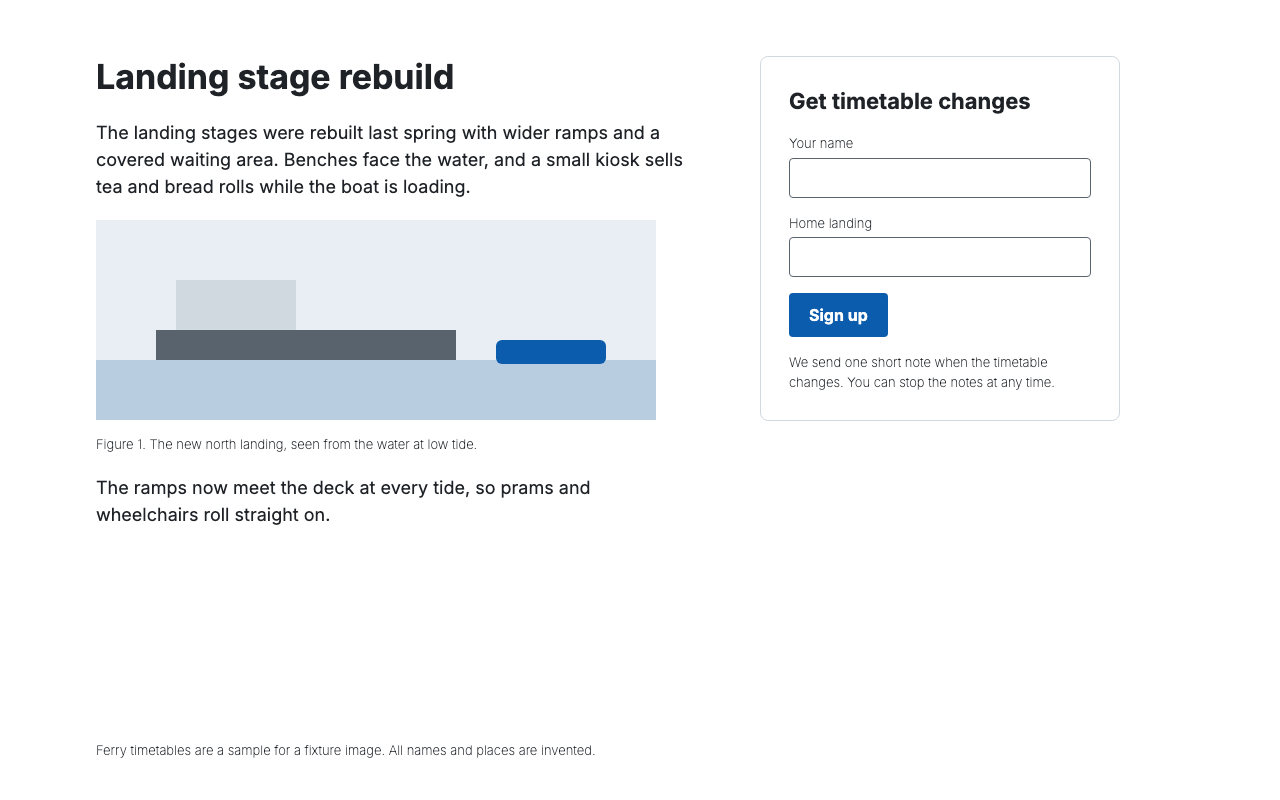 Landing stage rebuild
The landing stages were rebuilt last spring with wider ramps and a
covered waiting area. Benches face the water, and a small kiosk sells
tea and bread rolls while the boat is loading.
Figure 1. The new north landing, seen from the water at low tide.
The ramps now meet the deck at every tide, so prams and
wheelchairs roll straight on.
Get timetable changes
Your name
Home landing
Sign up
We send one short note when the timetable
changes. You can stop the notes at any time.
Ferry timetables are a sample for a fixture image. All names and places are invented.